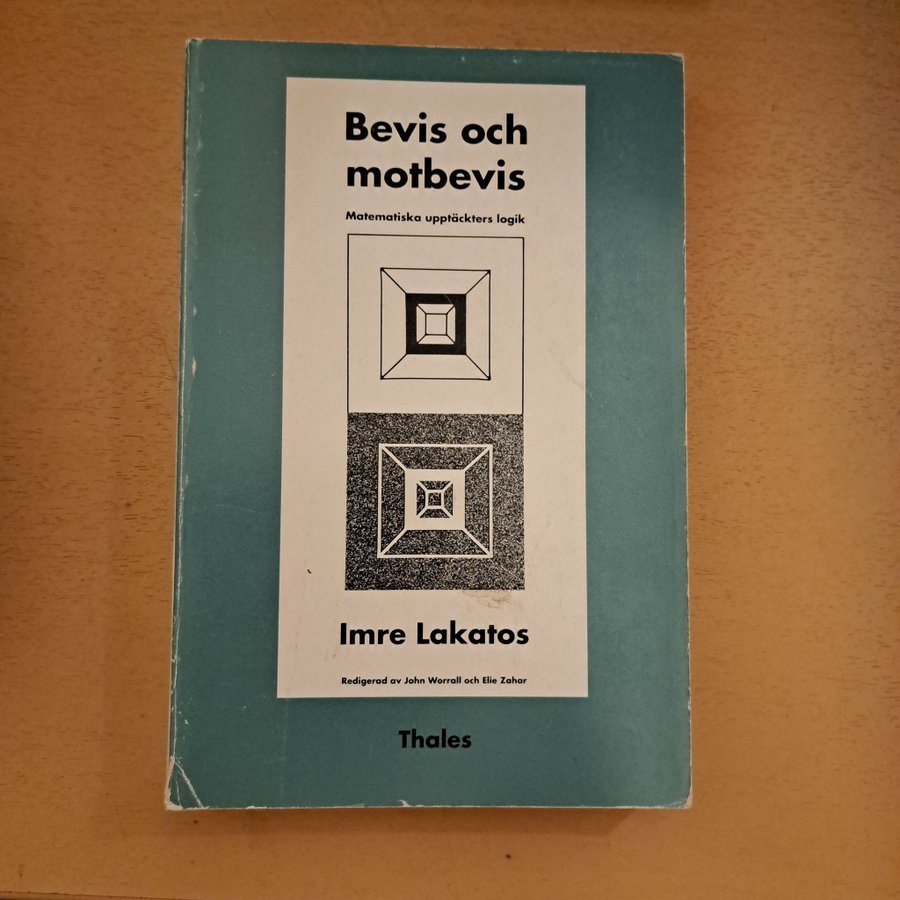 Bevis och
motbevis
Matematiska upptäckters logik
Imre Lakatos
Redigerad av John Worrall och Elie Zahar
Thales